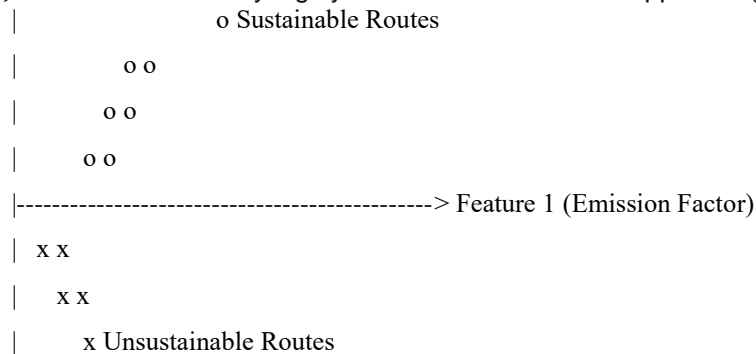 | o Sustainable Routes
| o o
| o o
| o o
|---------------------------------------------> Feature 1 (Emission Factor)
| x x
| x x
| x Unsustainable Routes